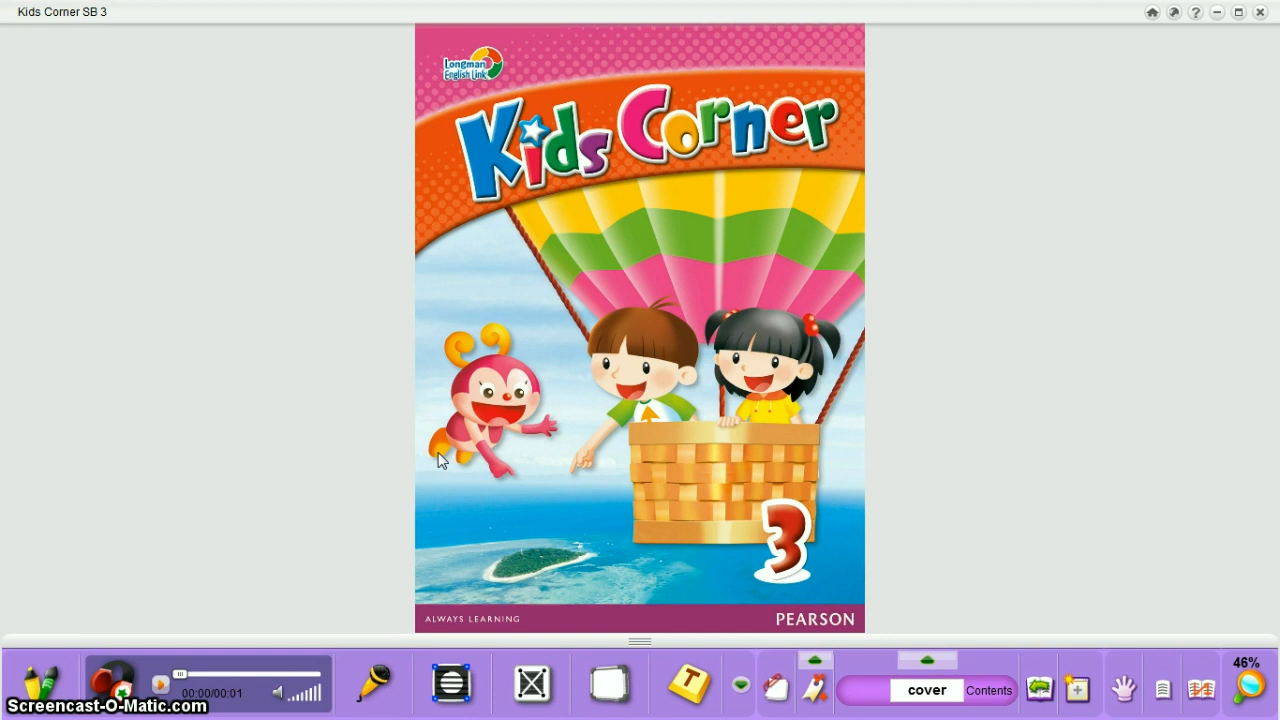 Kids Corner SB 3
?
Longman
English Link
Kids Corner
3
ALWAYS LEARNING
PEARSON
00:00/00:01
T
cover
Contents
46%
Screencast-O-Matic.com